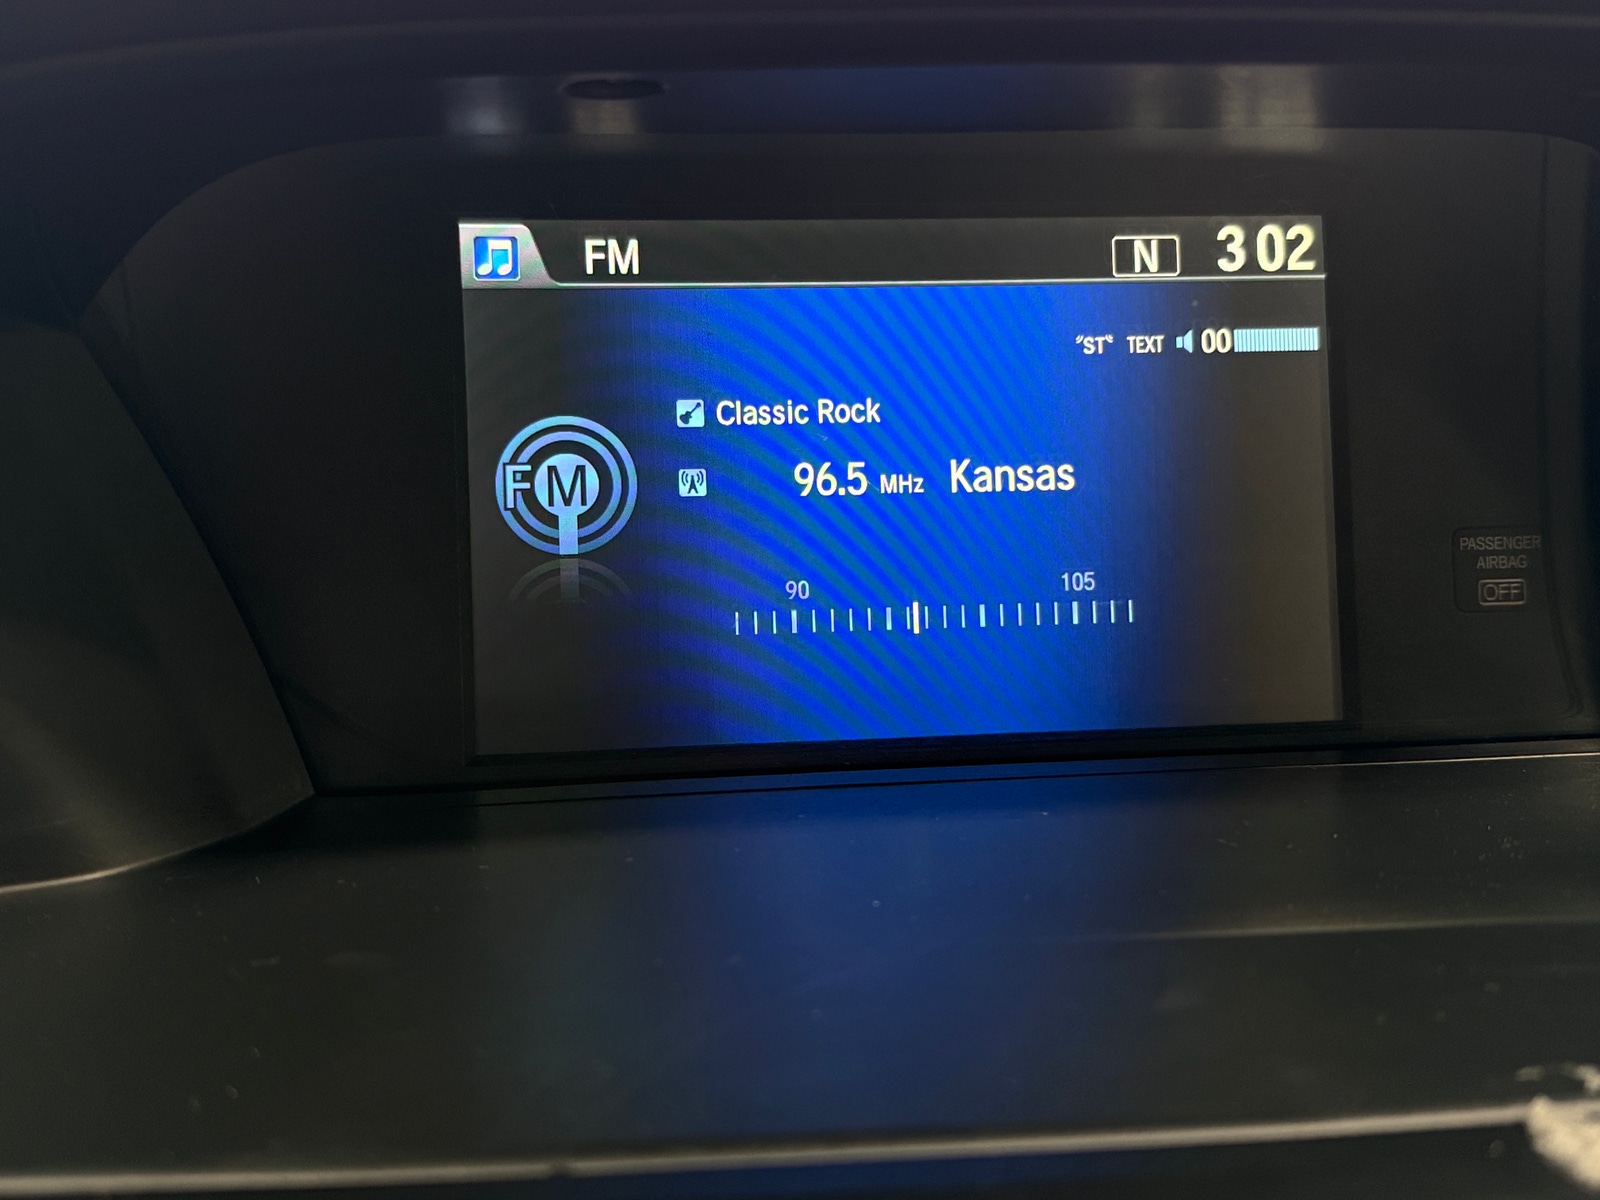 FM N 3 02
"ST" TEXT 00
Classic Rock
FM 96.5 MHz Kansas
90 105
PASSENGER
AIRBAG
OFF